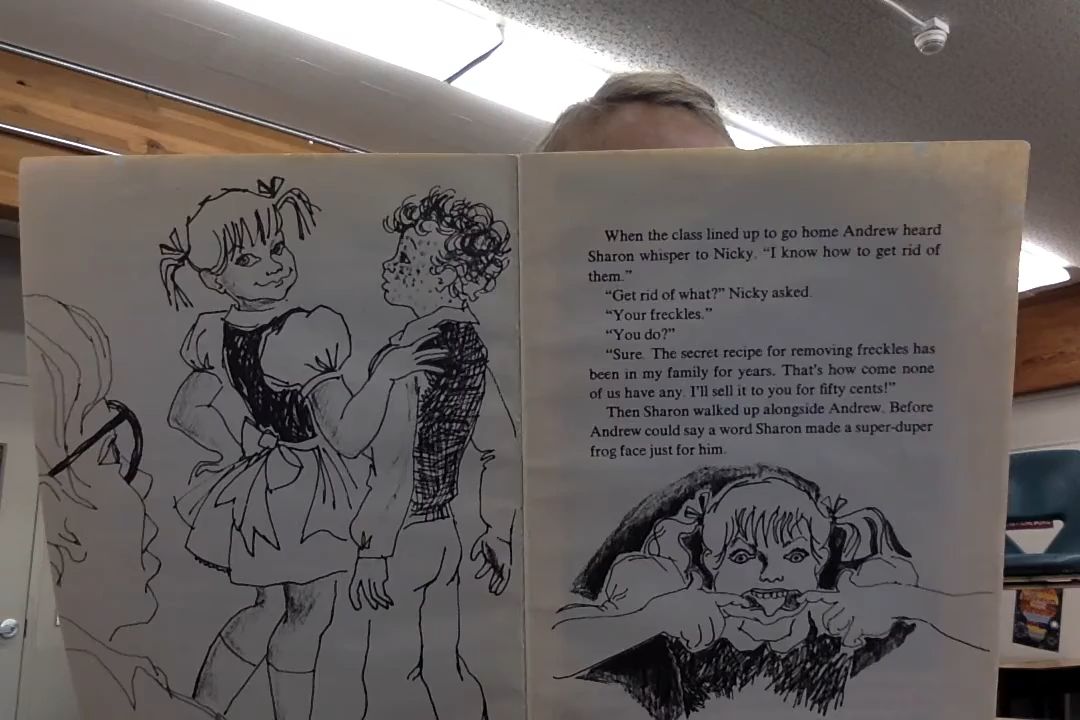 When the class lined up to go home Andrew heard
Sharon whisper to Nicky. “I know how to get rid of
them.”
“Get rid of what?” Nicky asked.
“Your freckles.”
“You do?”
“Sure. The secret recipe for removing freckles has
been in my family for years. That's how come none
of us have any. I'll sell it to you for fifty cents!”
Then Sharon walked up alongside Andrew. Before
Andrew could say a word Sharon made a super-duper
frog face just for him.